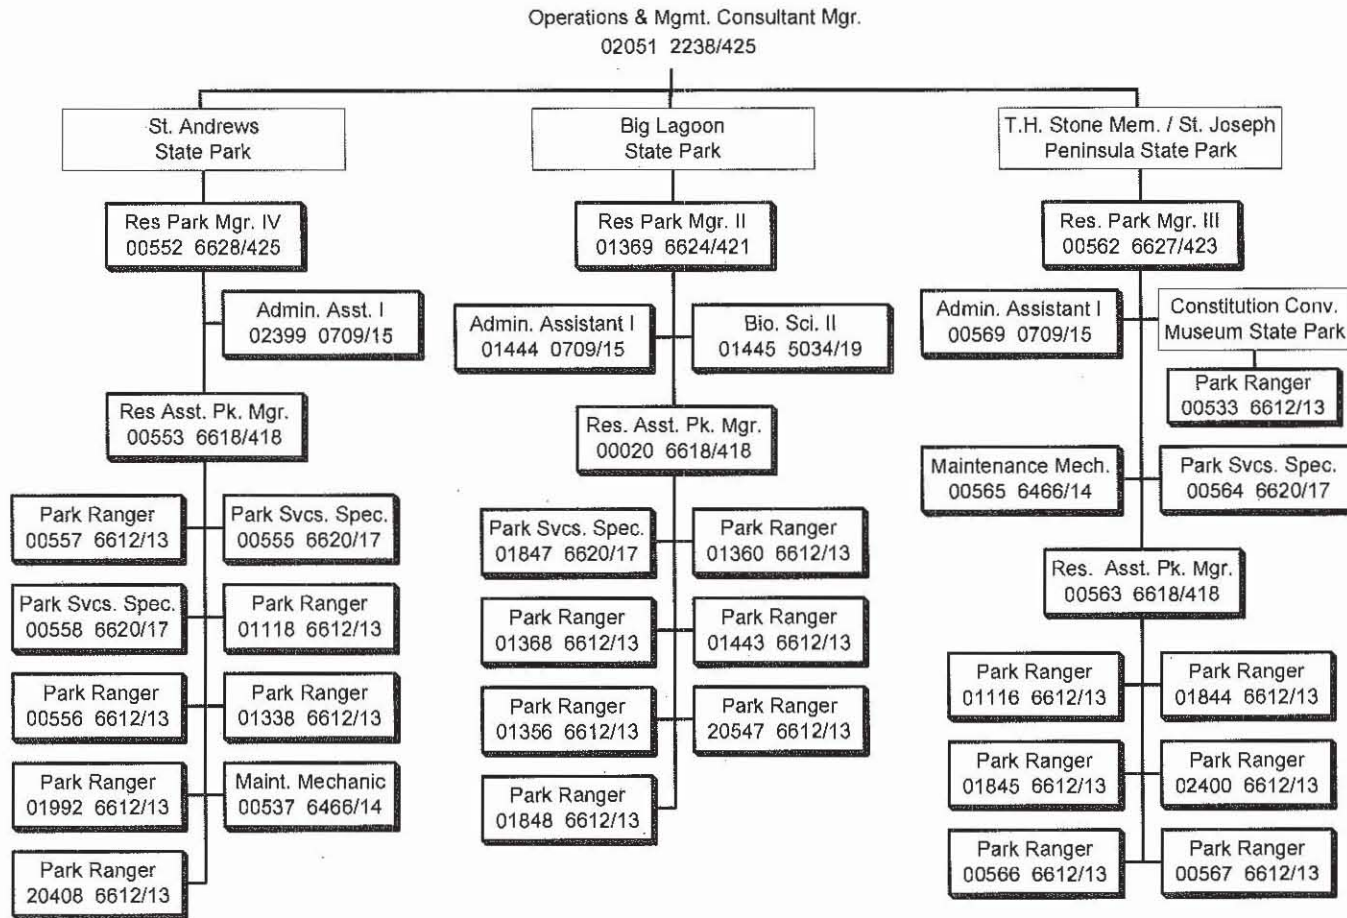 Operations & Mgmt. Consultant Mgr.
02051 2238/425
St. Andrews
State Park
Res Park Mgr. IV
00552 6628/425
Admin. Asst. I
02399 0709/15
Res Asst. Pk. Mgr.
00553 6618/418
Park Ranger
00557 6612/13
Park Svcs. Spec.
00555 6620/17
Park Svcs. Spec.
00558 6620/17
Park Ranger
01118 6612/13
Park Ranger
00556 6612/13
Park Ranger
01338 6612/13
Park Ranger
01992 6612/13
Maint. Mechanic
00537 6466/14
Park Ranger
20408 6612/13
Big Lagoon
State Park
Res Park Mgr. II
01369 6624/421
Admin. Assistant I
01444 0709/15
Bio. Sci. II
01445 5034/19
Res. Asst. Pk. Mgr.
00020 6618/418
Park Svcs. Spec.
01847 6620/17
Park Ranger
01360 6612/13
Park Ranger
01368 6612/13
Park Ranger
01443 6612/13
Park Ranger
01356 6612/13
Park Ranger
20547 6612/13
Park Ranger
01848 6612/13
T.H. Stone Mem. / St. Joseph
Peninsula State Park
Res. Park Mgr. III
00562 6627/423
Admin. Assistant I
00569 0709/15
Constitution Conv.
Museum State Park
Park Ranger
00533 6612/13
Maintenance Mech.
00565 6466/14
Park Svcs. Spec.
00564 6620/17
Res. Asst. Pk. Mgr.
00563 6618/418
Park Ranger
01116 6612/13
Park Ranger
01844 6612/13
Park Ranger
01845 6612/13
Park Ranger
02400 6612/13
Park Ranger
00566 6612/13
Park Ranger
00567 6612/13